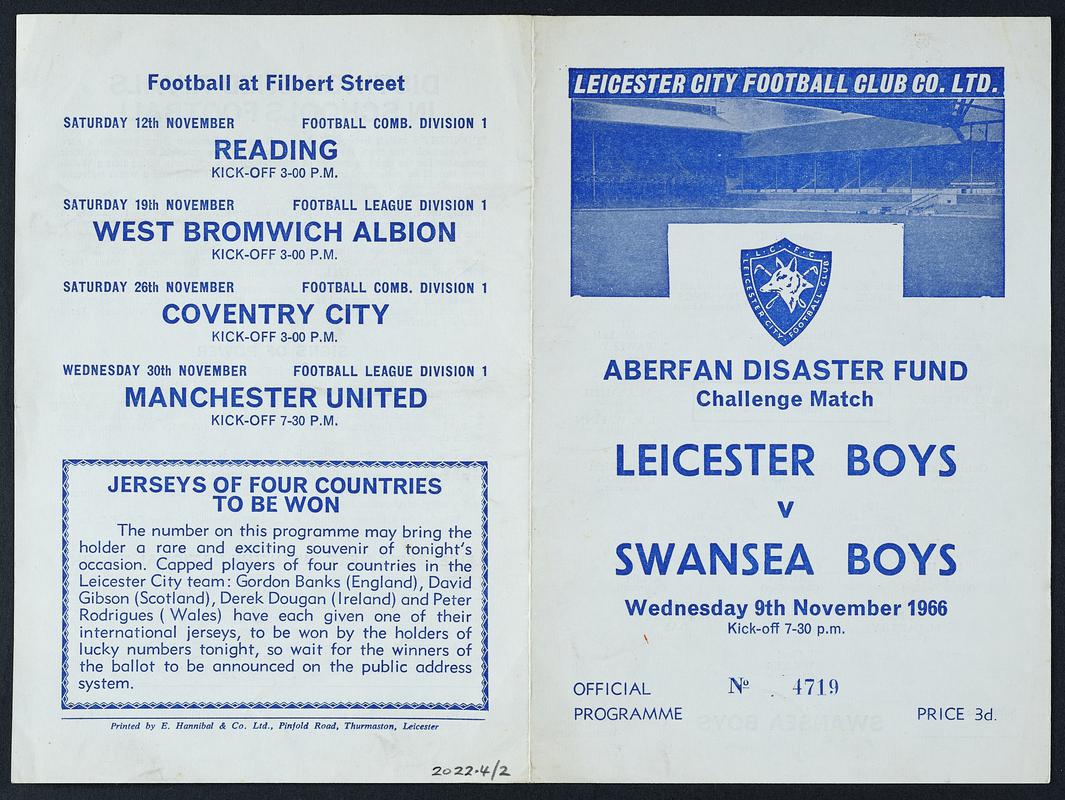 Football at Filbert Street
SATURDAY 12th NOVEMBER FOOTBALL COMB. DIVISION 1
READING
KICK-OFF 3-00 P.M.
SATURDAY 19th NOVEMBER FOOTBALL LEAGUE DIVISION 1
WEST BROMWICH ALBION
KICK-OFF 3-00 P.M.
SATURDAY 26th NOVEMBER FOOTBALL COMB. DIVISION 1
COVENTRY CITY
KICK-OFF 3-00 P.M.
WEDNESDAY 30th NOVEMBER FOOTBALL LEAGUE DIVISION 1
MANCHESTER UNITED
KICK-OFF 7-30 P.M.
JERSEYS OF FOUR COUNTRIES
TO BE WON
The number on this programme may bring the
holder a rare and exciting souvenir of tonight's
occasion. Capped players of four countries in the
Leicester City team: Gordon Banks (England), David
Gibson (Scotland), Derek Dougan (Ireland) and Peter
Rodrigues ( Wales) have each given one of their
international jerseys, to be won by the holders of
lucky numbers tonight, so wait for the winners of
the ballot to be announced on the public address
system.
Printed by E. Hannibal & Co. Ltd., Pinfold Road, Thurmaston, Leicester
2022.4/2
LEICESTER CITY FOOTBALL CLUB CO. LTD.
L.C.F.C
LEICESTER CITY FOOTBALL CLUB
ABERFAN DISASTER FUND
Challenge Match
LEICESTER BOYS
v
SWANSEA BOYS
Wednesday 9th November 1966
Kick-off 7-30 p.m.
OFFICIAL Nº 4719
PROGRAMME PRICE 3d.